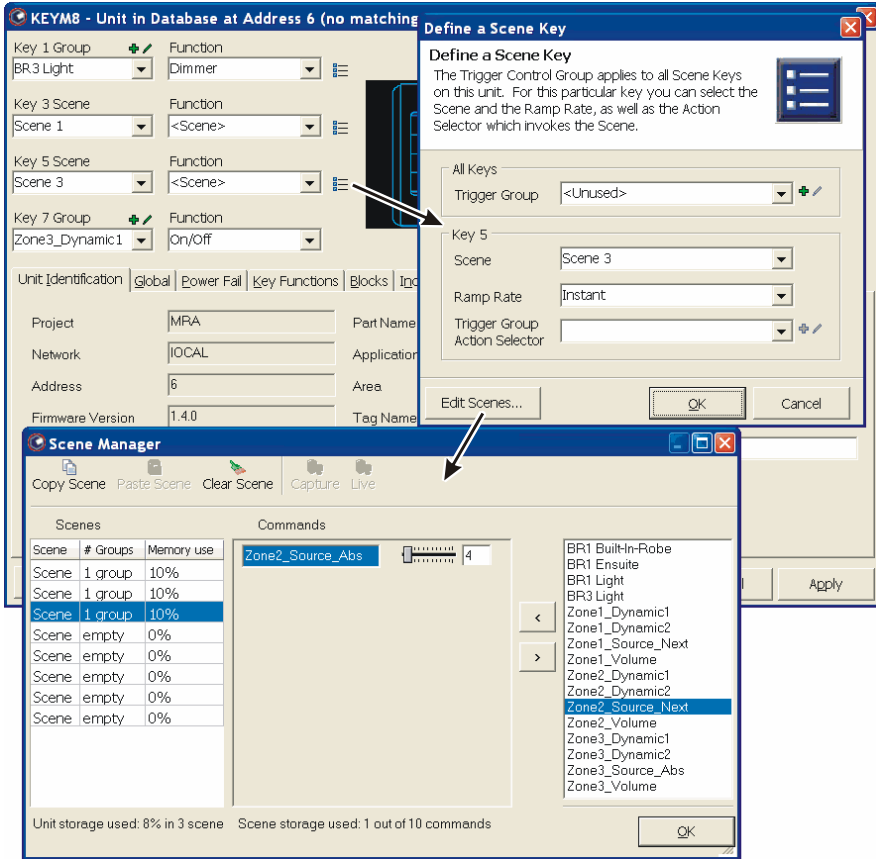 KEYM8 - Unit in Database at Address 6 (no matching
Key 1 Group Function
BR3 Light Dimmer
Key 3 Scene Function
Scene 1 <Scene>
Key 5 Scene Function
Scene 3 <Scene>
Key 7 Group Function
Zone3_Dynamic1 On/Off
Unit Identification Global Power Fail Key Functions Blocks
Project MRA Part Name
Network IOCAL Application
Address 6 Area
Firmware Version 1.4.0 Tag Name
Apply
Define a Scene Key
Define a Scene Key
The Trigger Control Group applies to all Scene Keys
on this unit. For this particular key you can select the
Scene and the Ramp Rate, as well as the Action
Selector which invokes the Scene.
All Keys
Trigger Group <Unused>
Key 5
Scene Scene 3
Ramp Rate Instant
Trigger Group
Action Selector
Edit Scenes... OK Cancel
Scene Manager
Copy Scene Paste Scene Clear Scene Capture Live
Scenes Commands
Scene # Groups Memory use
Scene 1 group 10%
Scene 1 group 10%
Scene 1 group 10%
Scene empty 0%
Scene empty 0%
Scene empty 0%
Scene empty 0%
Scene empty 0%
Zone2_Source_Abs 4
<
>
BR1 Built-In-Robe
BR1 Ensuite
BR1 Light
BR3 Light
Zone1_Dynamic1
Zone1_Dynamic2
Zone1_Source_Next
Zone1_Volume
Zone2_Dynamic1
Zone2_Dynamic2
Zone2_Source_Next
Zone2_Volume
Zone3_Dynamic1
Zone3_Dynamic2
Zone3_Source_Abs
Zone3_Volume
Unit storage used: 8% in 3 scene Scene storage used: 1 out of 10 commands
OK